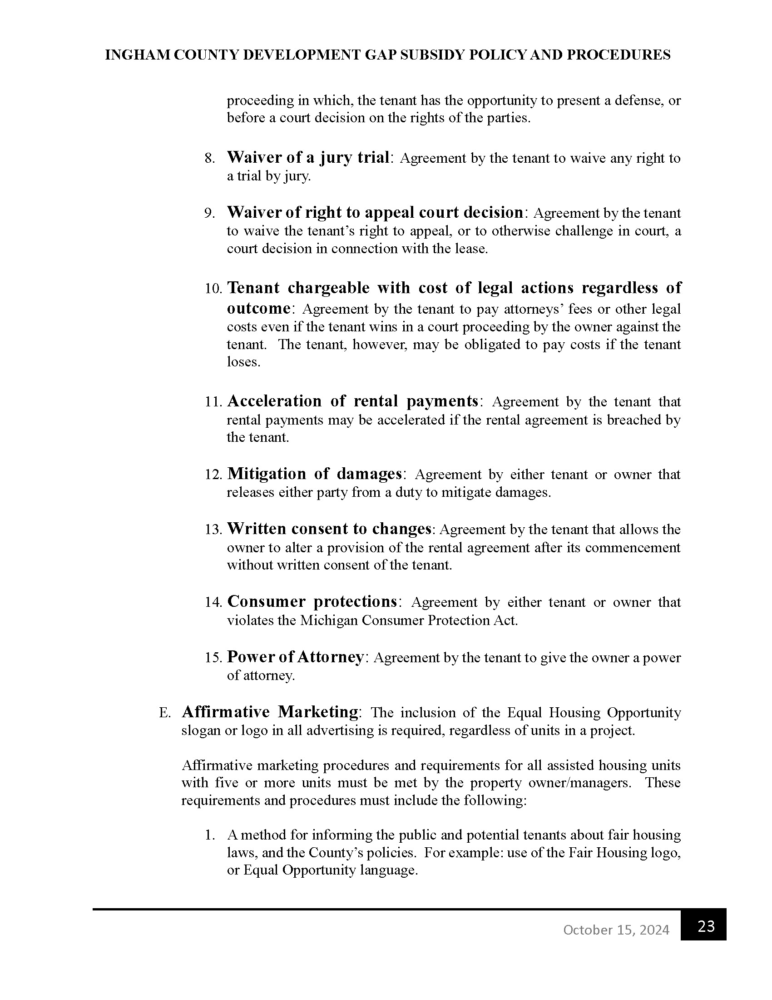 INGHAM COUNTY DEVELOPMENT GAP SUBSIDY POLICY AND PROCEDURES
proceeding in which, the tenant has the opportunity to present a defense, or
before a court decision on the rights of the parties.
8. Waiver of a jury trial: Agreement by the tenant to waive any right to
a trial by jury.
9. Waiver of right to appeal court decision: Agreement by the tenant
to waive the tenant’s right to appeal, or to otherwise challenge in court, a
court decision in connection with the lease.
10. Tenant chargeable with cost of legal actions regardless of
outcome: Agreement by the tenant to pay attorneys’ fees or other legal
costs even if the tenant wins in a court proceeding by the owner against the
tenant. The tenant, however, may be obligated to pay costs if the tenant
loses.
11. Acceleration of rental payments: Agreement by the tenant that
rental payments may be accelerated if the rental agreement is breached by
the tenant.
12. Mitigation of damages: Agreement by either tenant or owner that
releases either party from a duty to mitigate damages.
13. Written consent to changes: Agreement by the tenant that allows the
owner to alter a provision of the rental agreement after its commencement
without written consent of the tenant.
14. Consumer protections: Agreement by either tenant or owner that
violates the Michigan Consumer Protection Act.
15. Power of Attorney: Agreement by the tenant to give the owner a power
of attorney.
E. Affirmative Marketing: The inclusion of the Equal Housing Opportunity
slogan or logo in all advertising is required, regardless of units in a project.
Affirmative marketing procedures and requirements for all assisted housing units
with five or more units must be met by the property owner/managers. These
requirements and procedures must include the following:
1. A method for informing the public and potential tenants about fair housing
laws, and the County’s policies. For example: use of the Fair Housing logo,
or Equal Opportunity language.
October 15, 2024 23